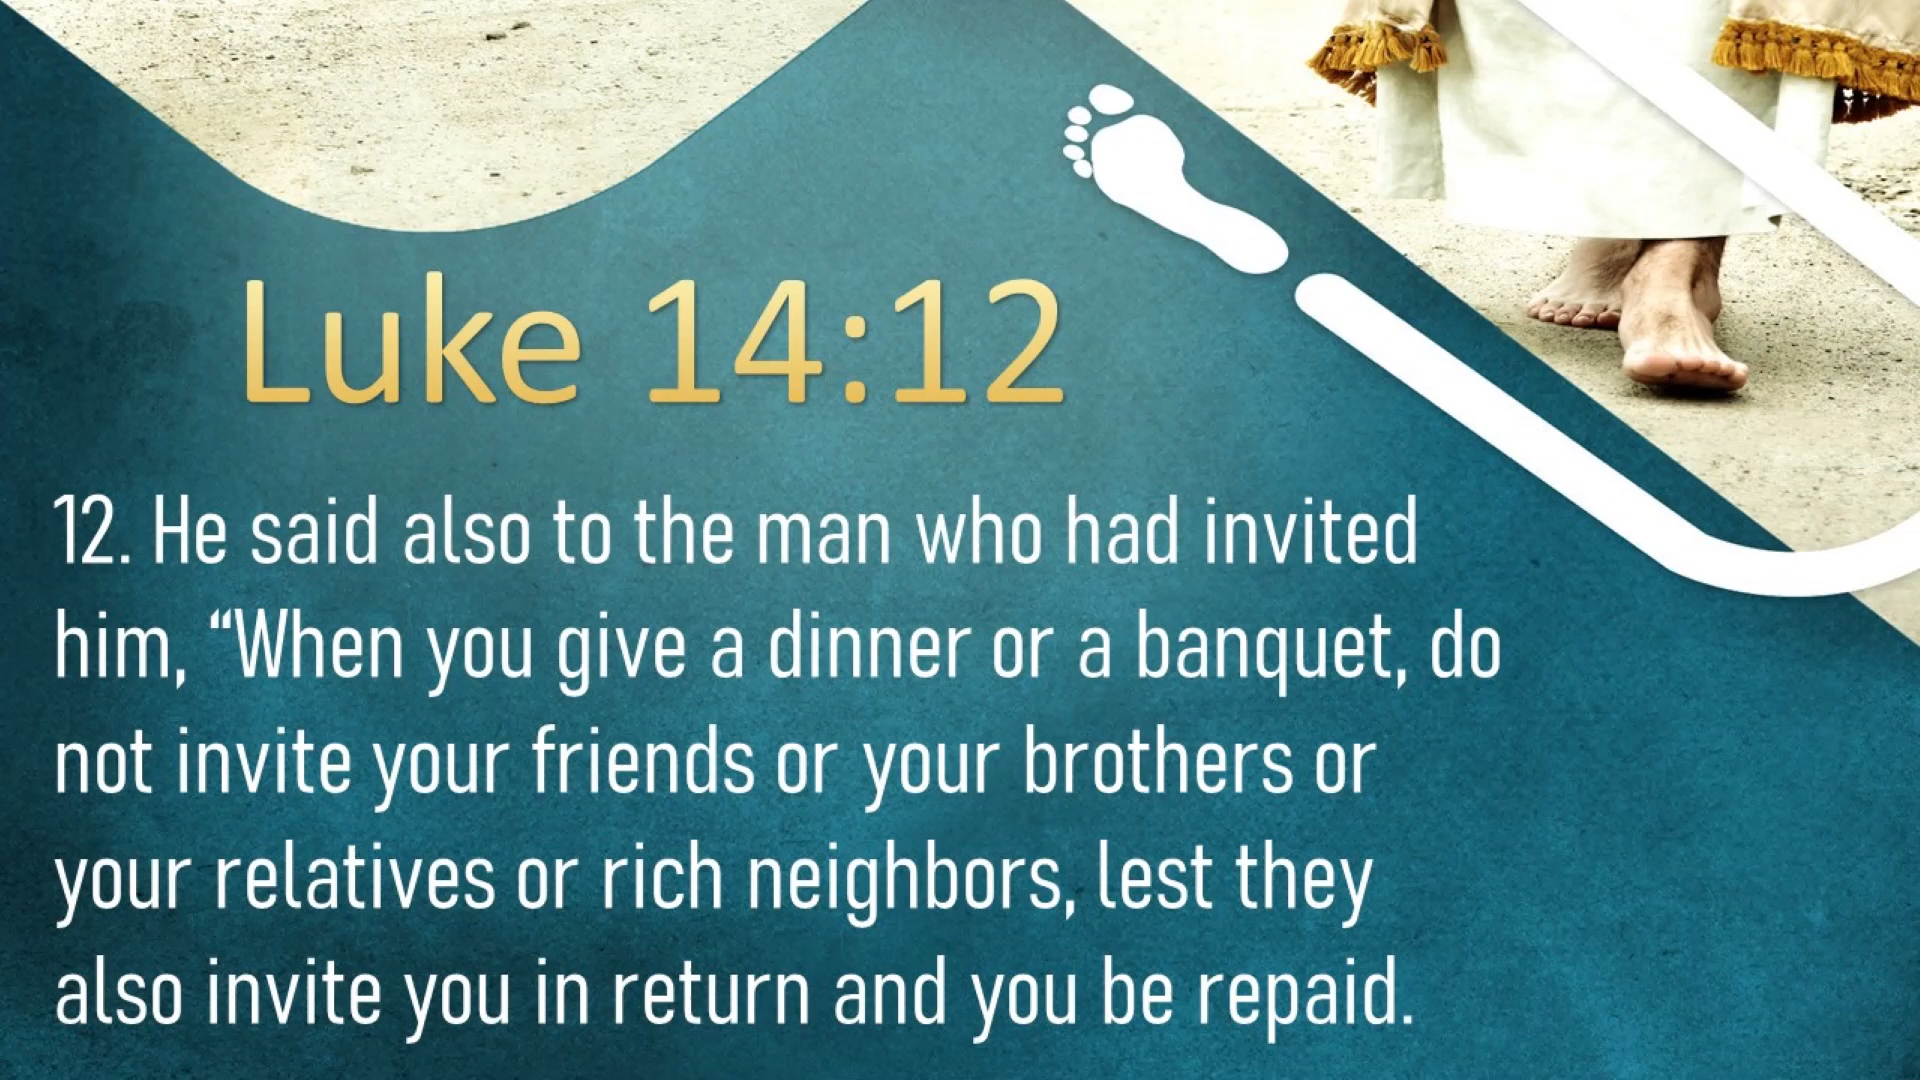 Luke 14:12
12. He said also to the man who had invited
him, “When you give a dinner or a banquet, do
not invite your friends or your brothers or
your relatives or rich neighbors, lest they
also invite you in return and you be repaid.